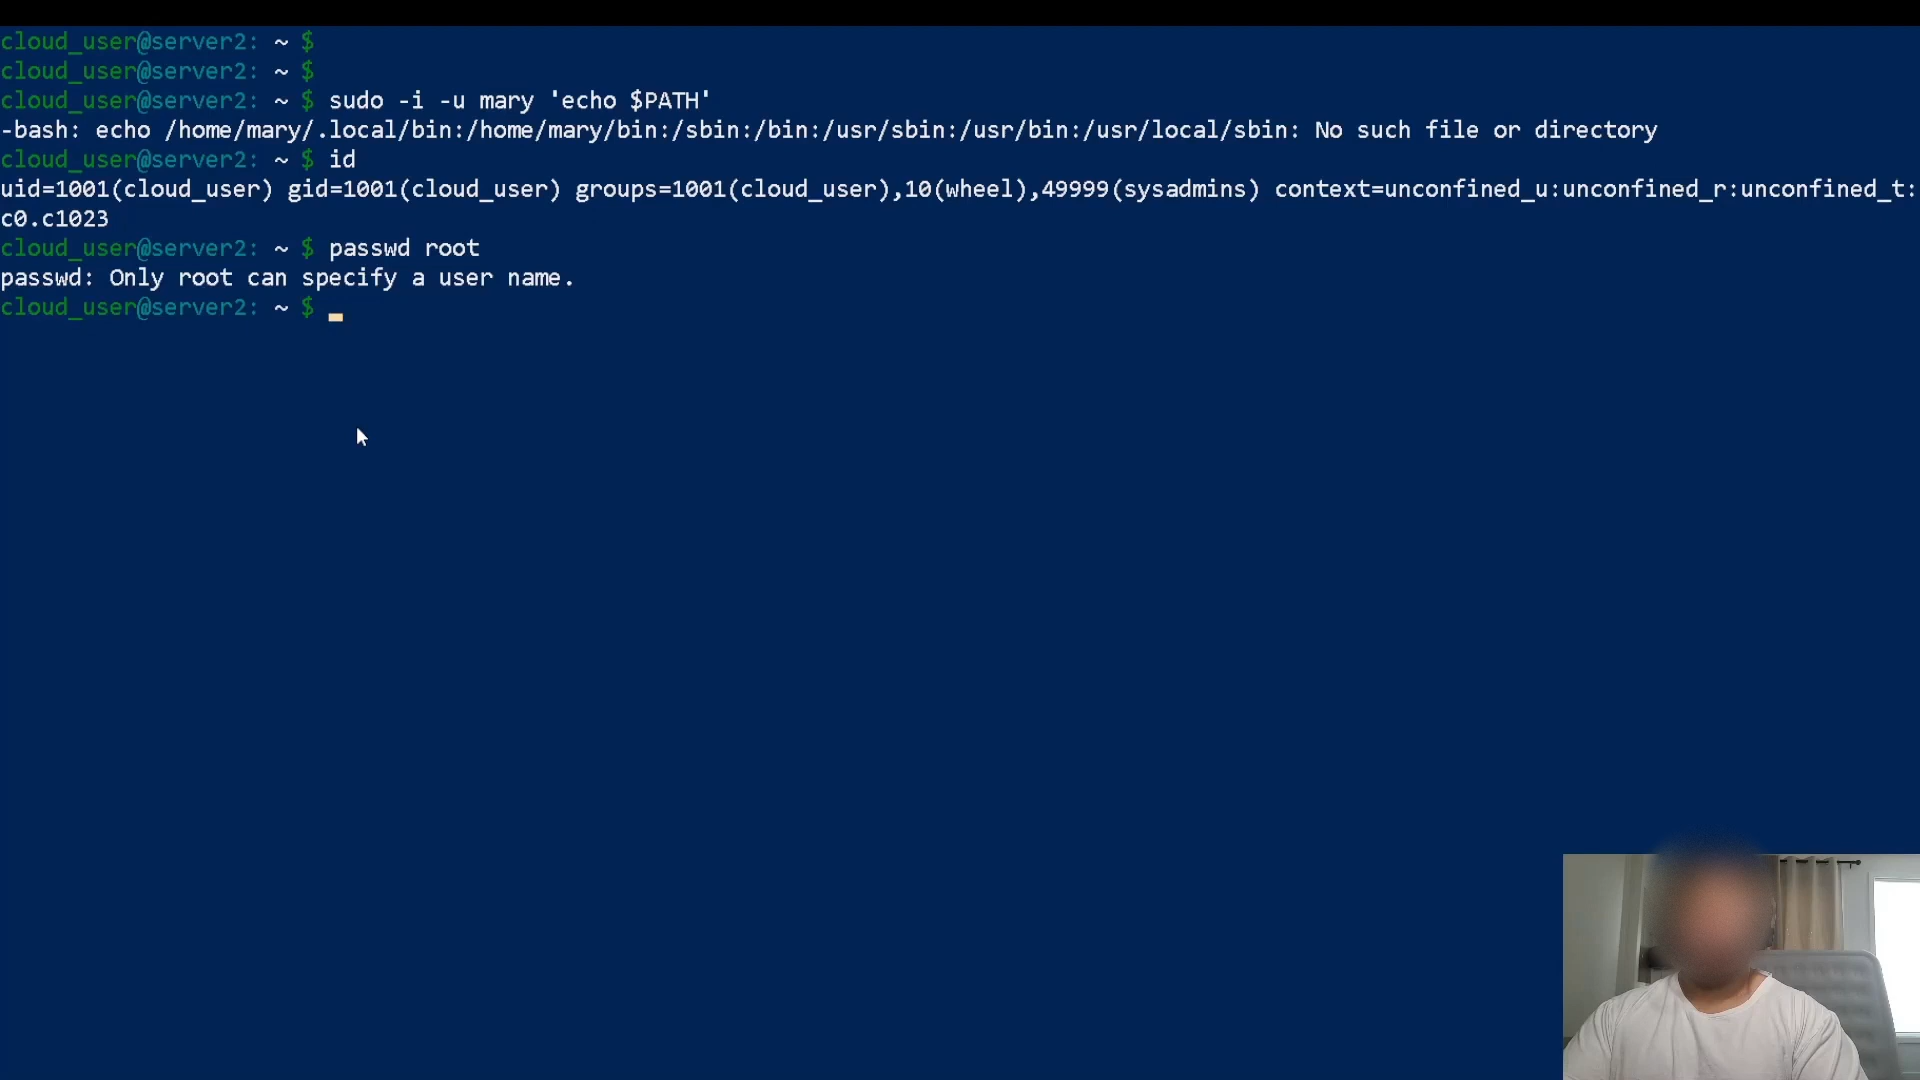 cloud_user@server2: ~ $
cloud_user@server2: ~ $
cloud_user@server2: ~ $ sudo -i -u mary 'echo $PATH'
-bash: echo /home/mary/.local/bin:/home/mary/bin:/sbin:/bin:/usr/sbin:/usr/bin:/usr/local/sbin: No such file or directory
cloud_user@server2: ~ $ id
uid=1001(cloud_user) gid=1001(cloud_user) groups=1001(cloud_user),10(wheel),49999(sysadmins) context=unconfined_u:unconfined_r:unconfined_t:
c0.c1023
cloud_user@server2: ~ $ passwd root
passwd: Only root can specify a user name.
cloud_user@server2: ~ $